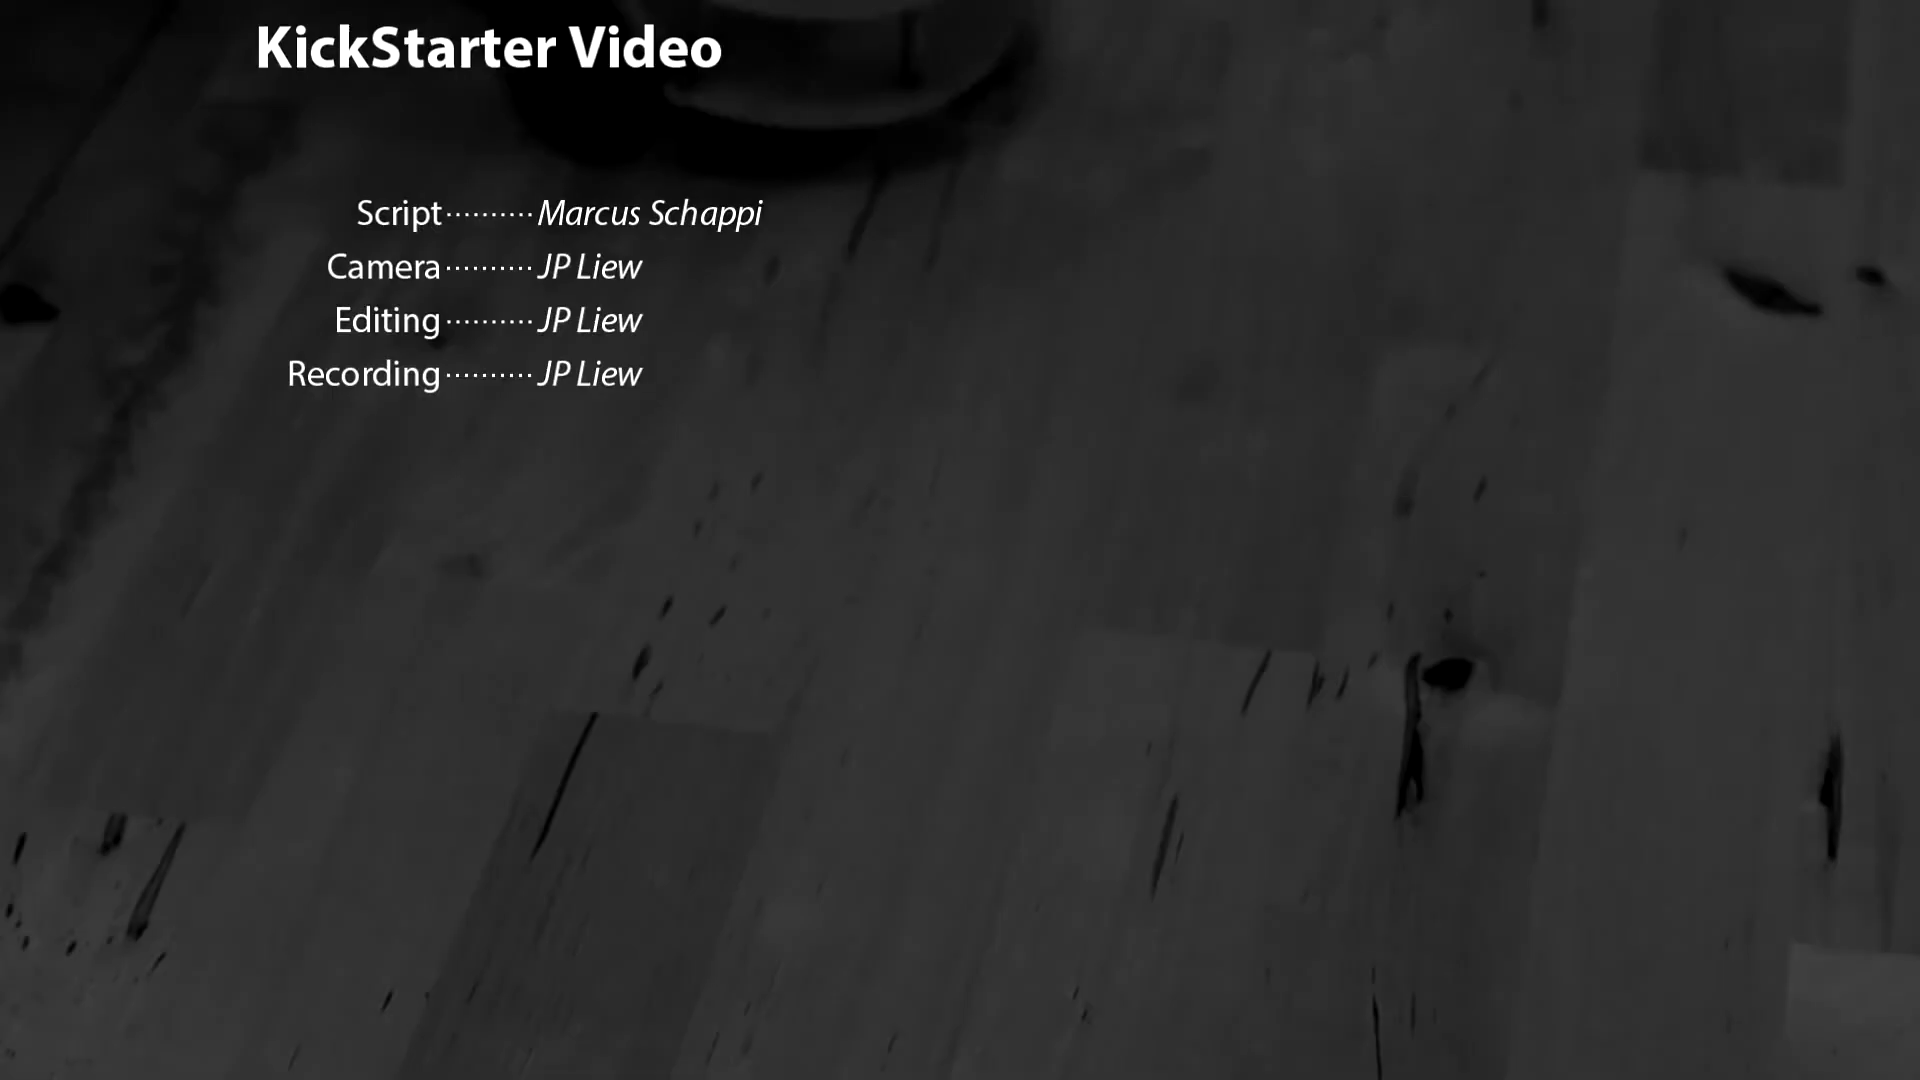 KickStarter Video
Script ·········· Marcus Schappi
Camera ·········· JP Liew
Editing ·········· JP Liew
Recording ·········· JP Liew